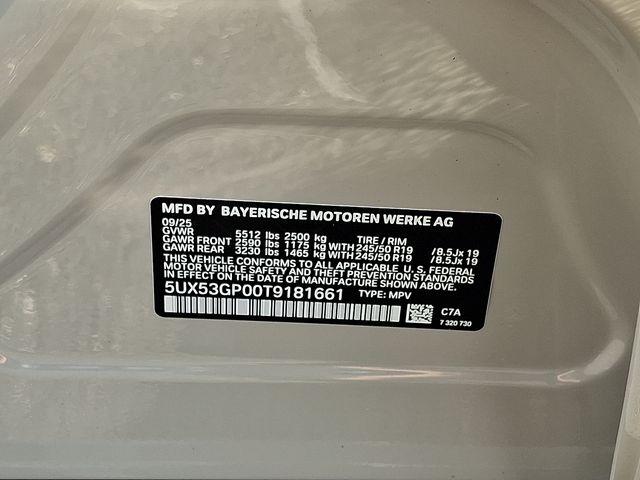 MFD BY BAYERISCHE MOTOREN WERKE AG
09/25
GVWR 5512 lbs 2500 kg TIRE / RIM
GAWR FRONT 2590 lbs 1175 kg WITH 245/50 R19 /8.5Jx 19
GAWR REAR 3230 lbs 1465 kg WITH 245/50 R19 /8.5Jx 19
THIS VEHICLE CONFORMS TO ALL APPLICABLE U. S. FEDERAL
MOTOR VEHICLE SAFETY AND THEFT PREVENTION STANDARDS
IN EFFECT ON THE DATE OF MANUFACTURE SHOWN ABOVE.
5UX53GP00T9181661 TYPE: MPV
C7A
7 320 730